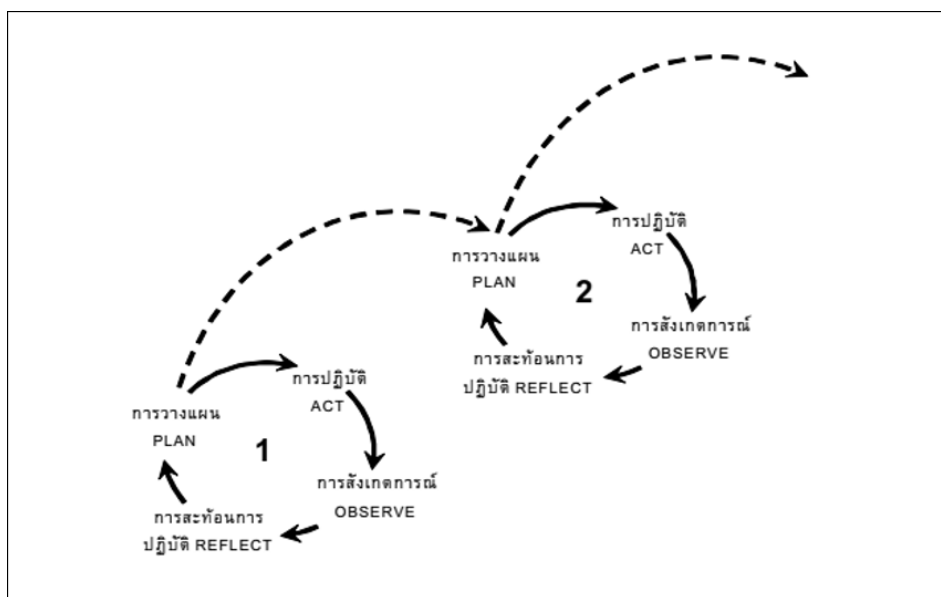 การปฏิบัติ
ACT
การวางแผน
PLAN
2
การสังเกตการณ์
OBSERVE
การสะท้อนการ
ปฏิบัติ REFLECT
การปฏิบัติ
ACT
การวางแผน
PLAN
1
การสังเกตการณ์
OBSERVE
การสะท้อนการ
ปฏิบัติ REFLECT